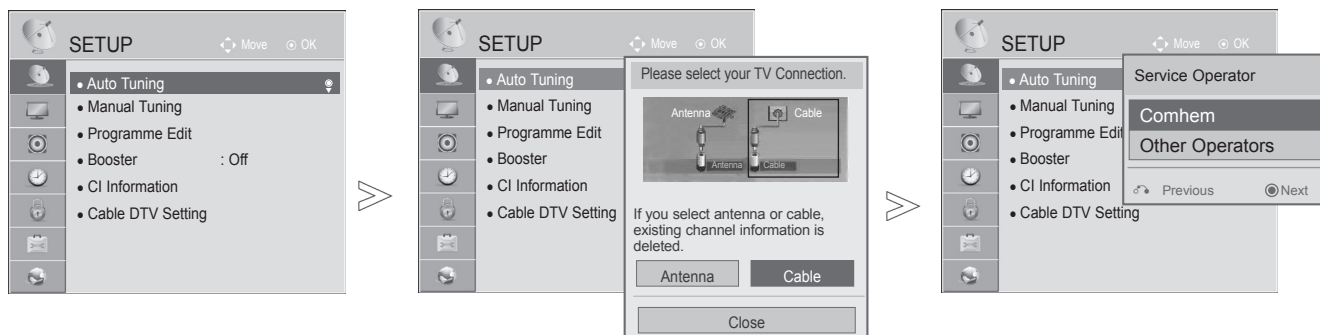 SETUP
Move OK
• Auto Tuning
• Manual Tuning
• Programme Edit
• Booster : Off
• CI Information
• Cable DTV Setting
SETUP
Move OK
• Auto Tuning
• Manual Tuning
• Programme Edit
• Booster
• CI Information
• Cable DTV Setting
Please select your TV Connection.
Antenna Cable
Antenna Cable
If you select antenna or cable,
existing channel information is
deleted.
Antenna Cable
Close
SETUP
Move OK
• Auto Tuning
• Manual Tuning
• Programme Edit
• Booster
• CI Information
• Cable DTV Setting
Service Operator
Comhem
Other Operators
Previous Next